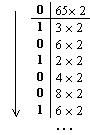 0 65× 2
1 3 × 2
0 6 × 2
1 2 × 2
0 4 × 2
0 8 × 2
1 6 × 2
...